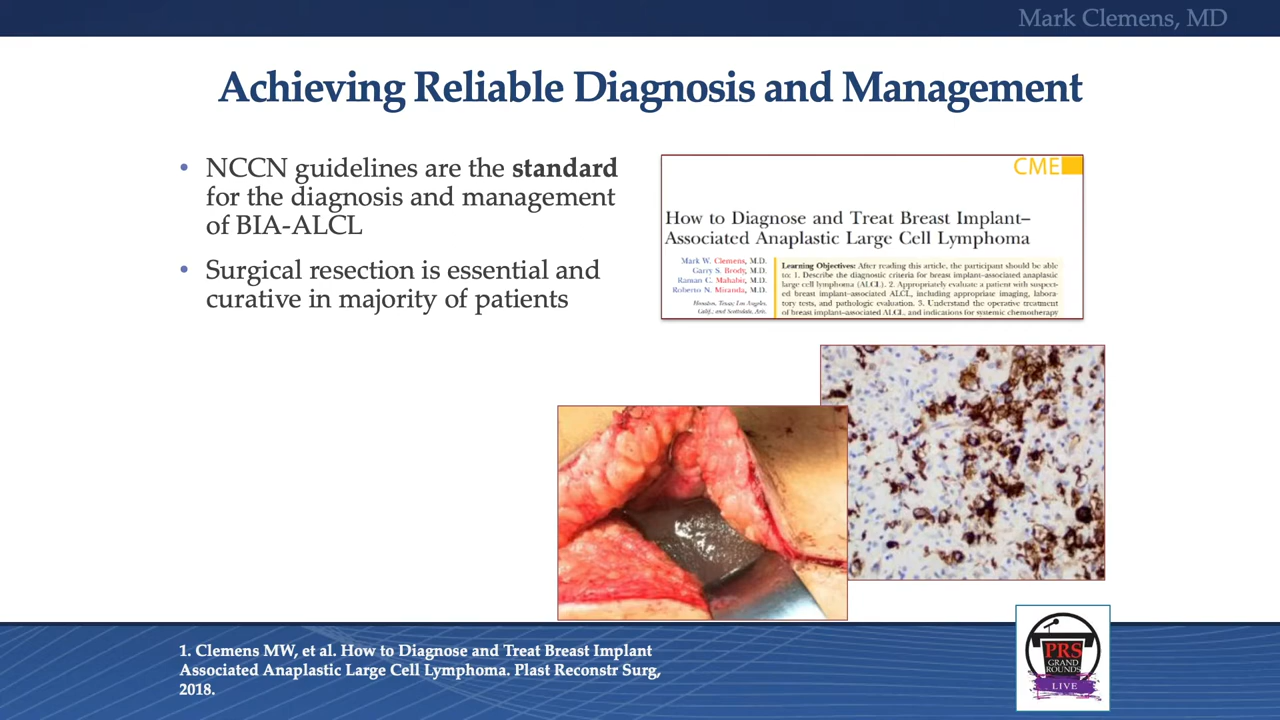 Mark Clemens, MD
Achieving Reliable Diagnosis and Management
• NCCN guidelines are the standard
for the diagnosis and management
of BIA-ALCL
• Surgical resection is essential and
curative in majority of patients
CME
How to Diagnose and Treat Breast Implant–
Associated Anaplastic Large Cell Lymphoma
Mark W. Clemens, M.D.
Garry S. Brody, M.D.
Raman C. Mahabir, M.D.
Roberto N. Miranda, M.D.
Houston, Texas; Los Angeles,
Calif.; and Scottsdale, Ariz.
Learning Objectives: After reading this article, the participant should be able
to: 1. Describe the diagnostic criteria for breast implant–associated anaplastic
large cell lymphoma (ALCL). 2. Appropriately evaluate a patient with suspect-
ed breast implant–associated ALCL, including appropriate imaging, labora-
tory tests, and pathologic evaluation. 3. Understand the operative treatment
of breast implant–associated ALCL, and indications for systemic chemotherapy
1. Clemens MW, et al. How to Diagnose and Treat Breast Implant
Associated Anaplastic Large Cell Lymphoma. Plast Reconstr Surg,
2018.
PRS
GRAND
ROUNDS
LIVE